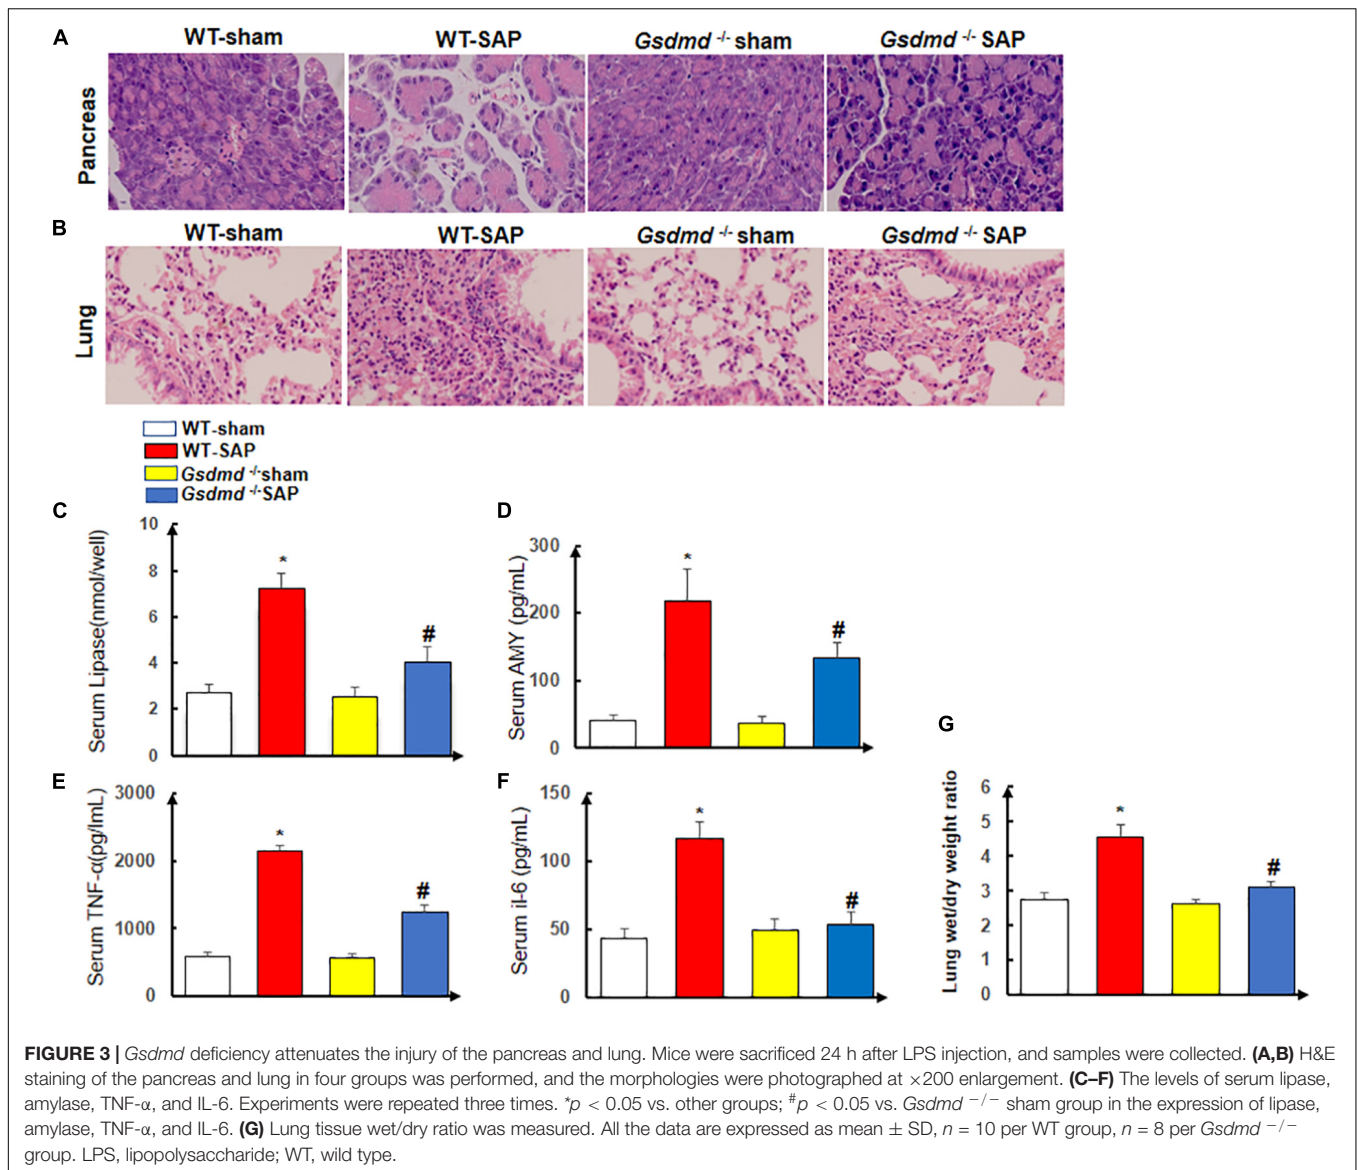 A
WT-sham
WT-SAP
Gsdmd -/- sham
Gsdmd -/- SAP
Pancreas
B
WT-sham
WT-SAP
Gsdmd -/- sham
Gsdmd -/- SAP
Lung
WT-sham
WT-SAP
Gsdmd -/- sham
Gsdmd -/- SAP
C
Serum Lipase(nmol/well)
10
8
6
4
2
0
*
#
D
Serum AMY (pg/mL)
300
200
100
0
*
#
E
Serum TNF-α(pg/lmL)
3000
2000
1000
0
*
#
F
Serum il-6 (pg/mL)
150
100
50
0
*
#
G
Lung wet/dry weight ratio
6
5
4
3
2
1
0
*
#
FIGURE 3 | Gsdmd deficiency attenuates the injury of the pancreas and lung. Mice were sacrificed 24 h after LPS injection, and samples were collected. (A,B) H&E
staining of the pancreas and lung in four groups was performed, and the morphologies were photographed at ×200 enlargement. (C–F) The levels of serum lipase,
amylase, TNF-α, and IL-6. Experiments were repeated three times. *p < 0.05 vs. other groups; #p < 0.05 vs. Gsdmd −/− sham group in the expression of lipase,
amylase, TNF-α, and IL-6. (G) Lung tissue wet/dry ratio was measured. All the data are expressed as mean ± SD, n = 10 per WT group, n = 8 per Gsdmd −/−
group. LPS, lipopolysaccharide; WT, wild type.